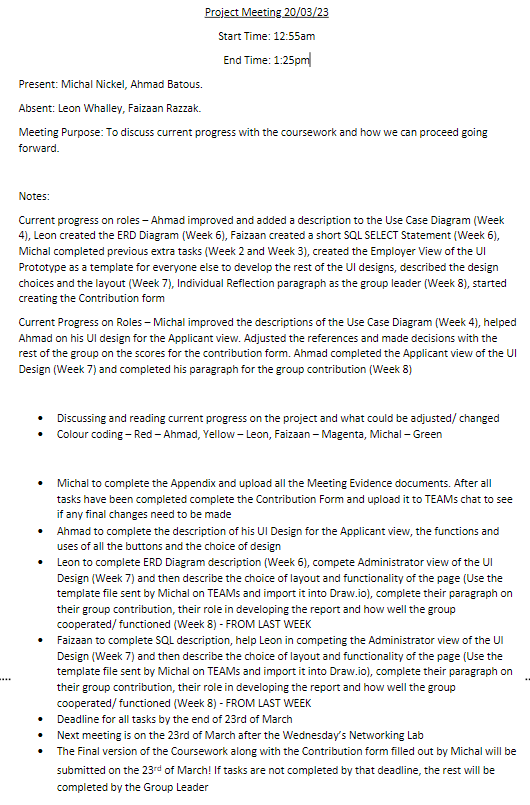 Project Meeting 20/03/23
Start Time: 12:55am
End Time: 1:25pm
Present: Michal Nickel, Ahmad Batous.
Absent: Leon Whalley, Faizaan Razzak.
Meeting Purpose: To discuss current progress with the coursework and how we can proceed going
forward.
Notes:
Current progress on roles – Ahmad improved and added a description to the Use Case Diagram (Week
4), Leon created the ERD Diagram (Week 6), Faizaan created a short SQL SELECT Statement (Week 6),
Michal completed previous extra tasks (Week 2 and Week 3), created the Employer View of the UI
Prototype as a template for everyone else to develop the rest of the UI designs, described the design
choices and the layout (Week 7), Individual Reflection paragraph as the group leader (Week 8), started
creating the Contribution form
Current Progress on Roles – Michal improved the descriptions of the Use Case Diagram (Week 4), helped
Ahmad on his UI design for the Applicant view. Adjusted the references and made decisions with the
rest of the group on the scores for the contribution form. Ahmad completed the Applicant view of the UI
Design (Week 7) and completed his paragraph for the group contribution (Week 8)
• Discussing and reading current progress on the project and what could be adjusted/ changed
• Colour coding – Red – Ahmad, Yellow – Leon, Faizaan – Magenta, Michal – Green
• Michal to complete the Appendix and upload all the Meeting Evidence documents. After all
tasks have been completed complete the Contribution Form and upload it to TEAMs chat to see
if any final changes need to be made
• Ahmad to complete the description of his UI Design for the Applicant view, the functions and
uses of all the buttons and the choice of design
• Leon to complete ERD Diagram description (Week 6), compete Administrator view of the UI
Design (Week 7) and then describe the choice of layout and functionality of the page (Use the
template file sent by Michal on TEAMs and import it into Draw.io), complete their paragraph on
their group contribution, their role in developing the report and how well the group
cooperated/ functioned (Week 8) - FROM LAST WEEK
• Faizaan to complete SQL description, help Leon in competing the Administrator view of the UI
Design (Week 7) and then describe the choice of layout and functionality of the page (Use the
template file sent by Michal on TEAMs and import it into Draw.io), complete their paragraph on
their group contribution, their role in developing the report and how well the group
cooperated/ functioned (Week 8) - FROM LAST WEEK
• Deadline for all tasks by the end of 23rd of March
• Next meeting is on the 23rd of March after the Wednesday's Networking Lab
• The Final version of the Coursework along with the Contribution form filled out by Michal will be
submitted on the 23rd of March! If tasks are not completed by that deadline, the rest will be
completed by the Group Leader